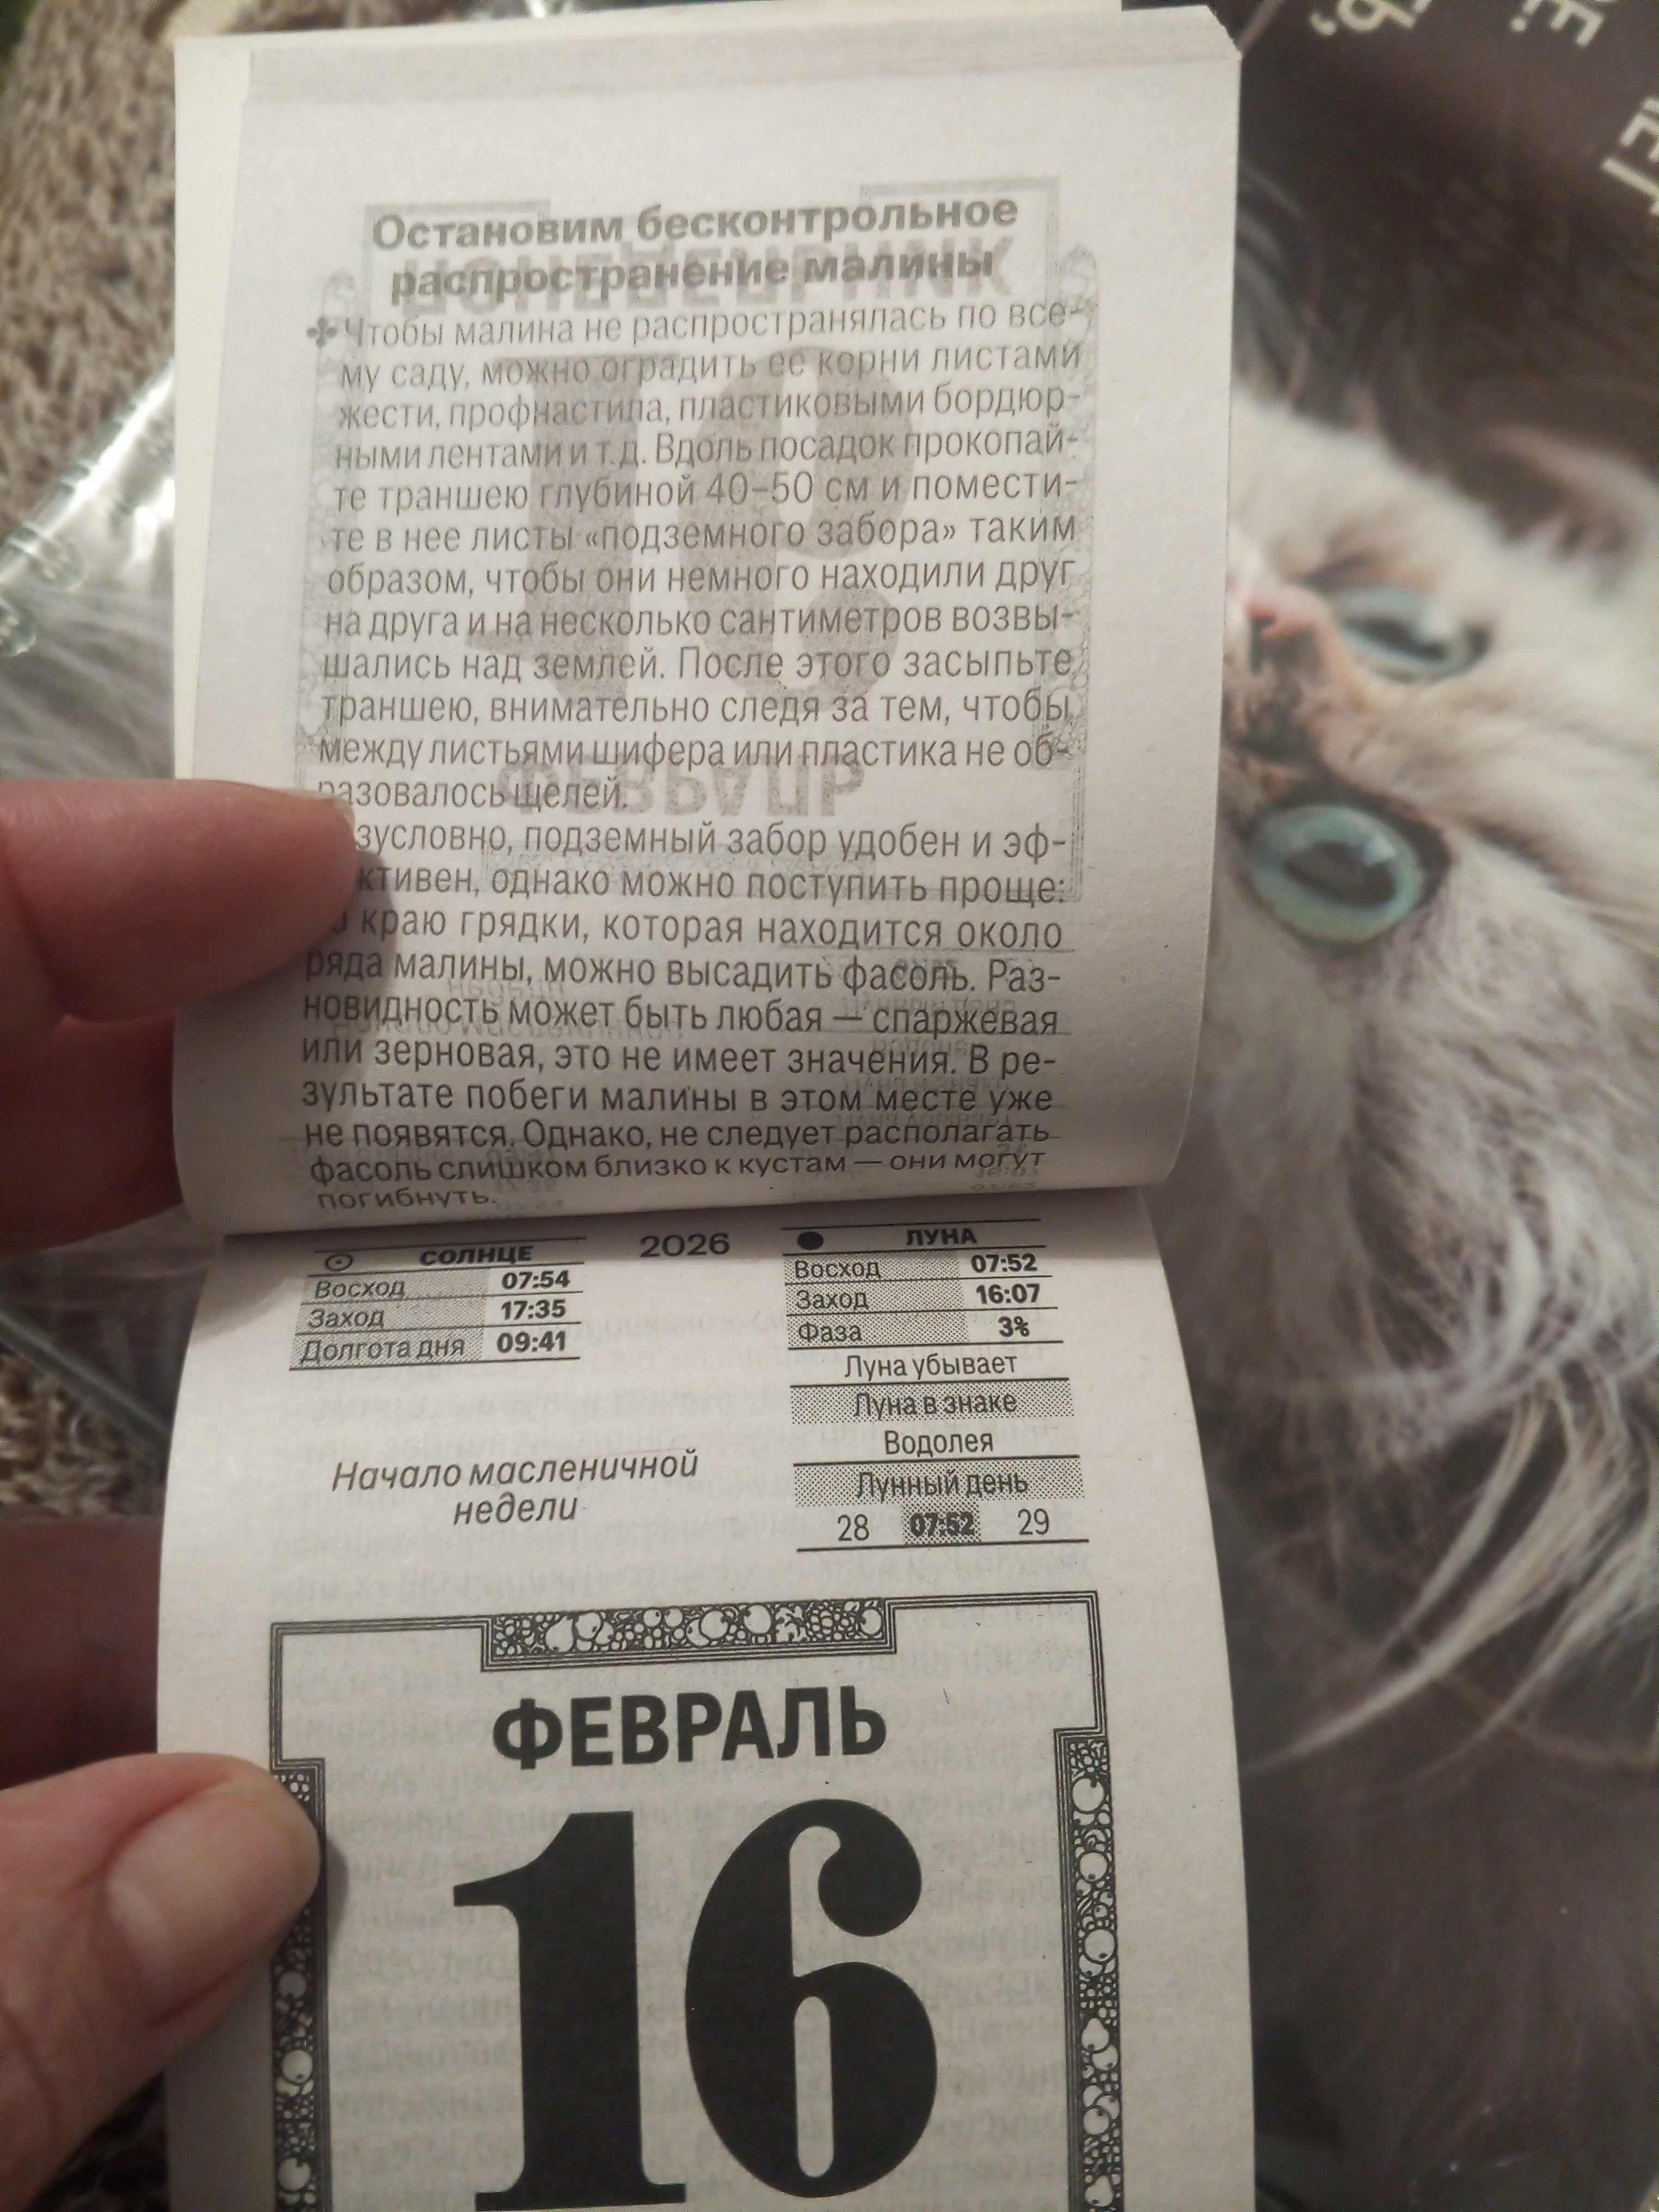 Остановим бесконтрольное
распространение малины
Чтобы малина не распространялась по все-
му саду, можно оградить ее корни листами
жести, профнастила, пластиковыми бордюр-
ными лентами и т.д. Вдоль посадок прокопай-
те траншею глубиной 40–50 см и помести-
те в нее листы «подземного забора» таким
образом, чтобы они немного находили друг
на друга и на несколько сантиметров возвы-
шались над землей. После этого засыпьте
траншею, внимательно следя за тем, чтобы
между листьями шифера или пластика не об-
разовалось щелей.
зусловно, подземный забор удобен и эф-
ктивен, однако можно поступить проще:
краю грядки, которая находится около
ряда малины, можно высадить фасоль. Раз-
новидность может быть любая — спаржевая
или зерновая, это не имеет значения. В ре-
зультате побеги малины в этом месте уже
не появятся. Однако, не следует располагать
фасоль слишком близко к кустам — они могут
погибнуть.
СОЛНЦЕ
Восход 07:54
Заход 17:35
Долгота дня 09:41
2026
ЛУНА
Восход 07:52
Заход 16:07
Фаза 3%
Луна убывает
Луна в знаке
Водолея
Лунный день
28 07:52 29
Начало масленичной
недели
ФЕВРАЛЬ
16